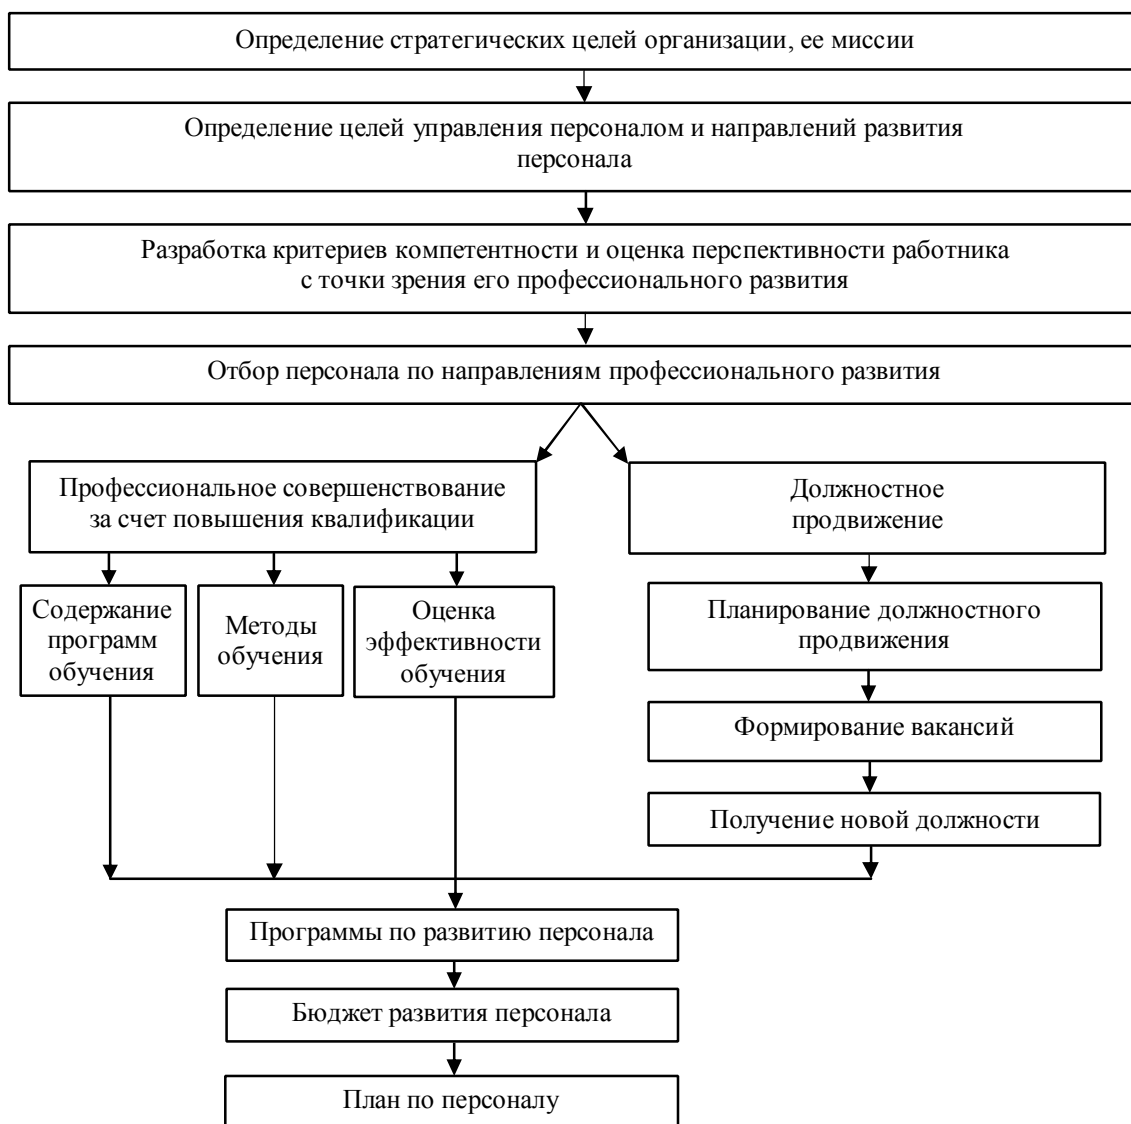 Определение стратегических целей организации, ее миссии
Определение целей управления персоналом и направлений развития
персонала
Разработка критериев компетентности и оценка перспективности работника
с точки зрения его профессионального развития
Отбор персонала по направлениям профессионального развития
Профессиональное совершенствование
за счет повышения квалификации
Должностное
продвижение
Содержание
программ
обучения
Методы
обучения
Оценка
эффективности
обучения
Планирование должностного
продвижения
Формирование вакансий
Получение новой должности
Программы по развитию персонала
Бюджет развития персонала
План по персоналу